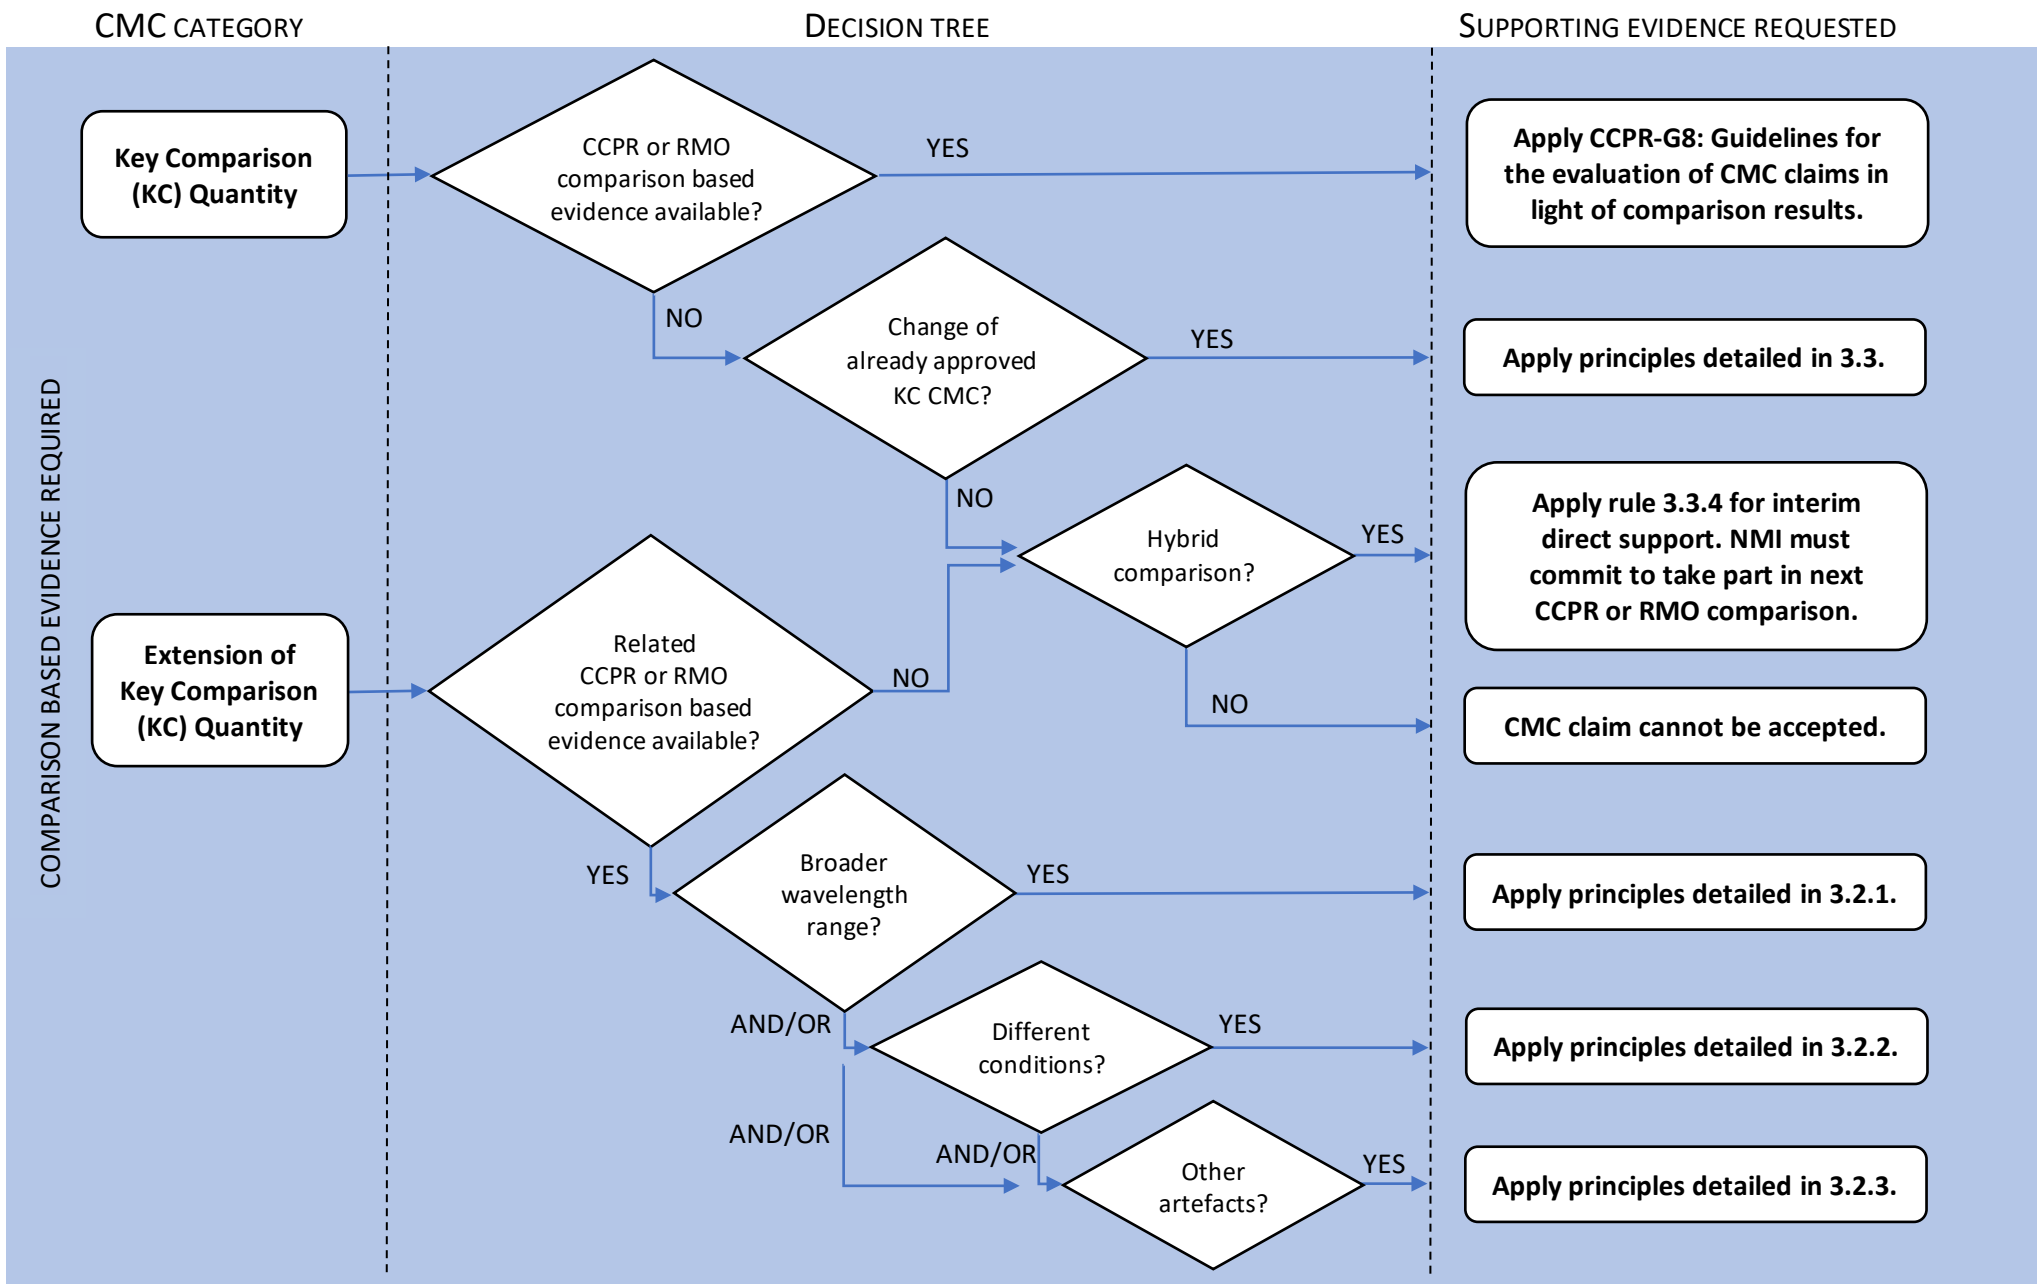 CMC CATEGORY
DECISION TREE
SUPPORTING EVIDENCE REQUESTED
COMPARISON BASED EVIDENCE REQUIRED
Key Comparison
(KC) Quantity
CCPR or RMO
comparison based
evidence available?
YES
Apply CCPR-G8: Guidelines for
the evaluation of CMC claims in
light of comparison results.
NO
Change of
already approved
KC CMC?
YES
Apply principles detailed in 3.3.
NO
Hybrid
comparison?
YES
Apply rule 3.3.4 for interim
direct support. NMI must
commit to take part in next
CCPR or RMO comparison.
Extension of
Key Comparison
(KC) Quantity
Related
CCPR or RMO
comparison based
evidence available?
NO
NO
CMC claim cannot be accepted.
YES
Broader
wavelength
range?
YES
Apply principles detailed in 3.2.1.
AND/OR
Different
conditions?
YES
Apply principles detailed in 3.2.2.
AND/OR
AND/OR
Other
artefacts?
YES
Apply principles detailed in 3.2.3.